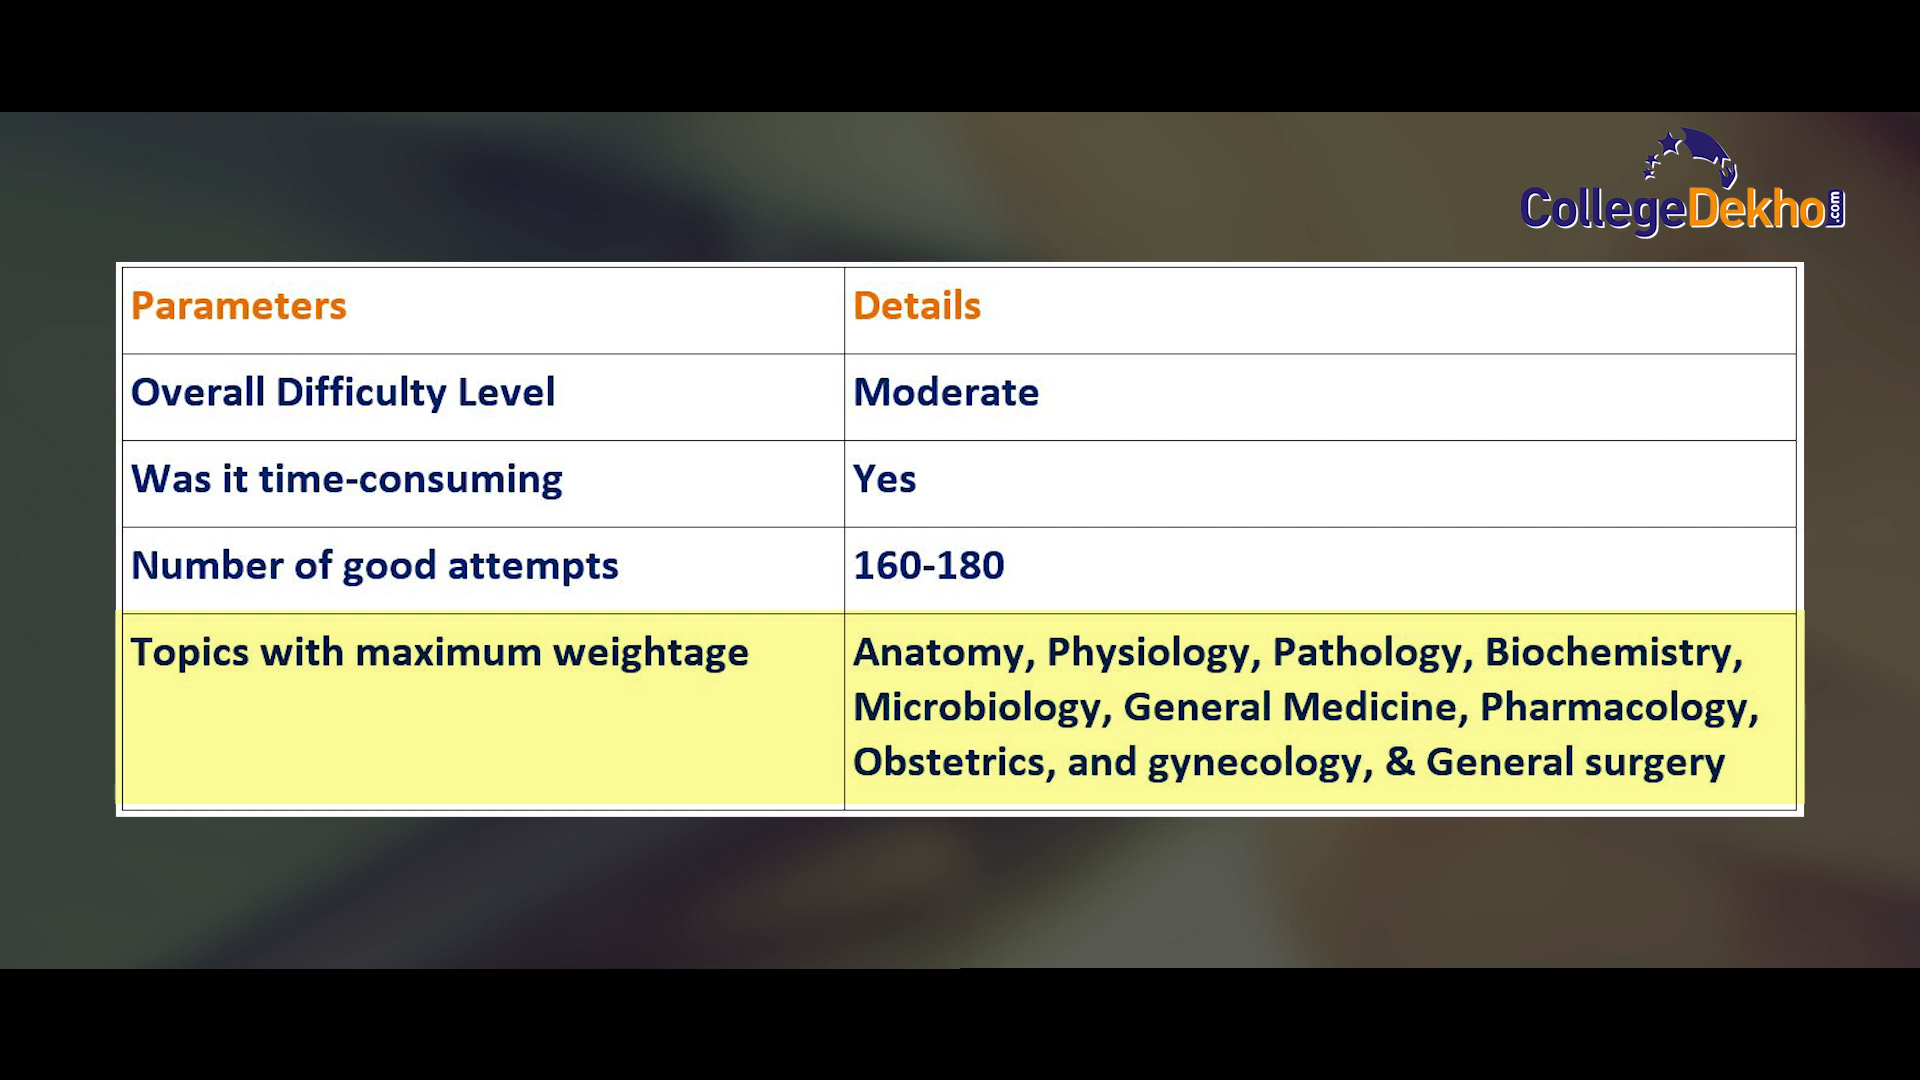 CollegeDekho.com
Parameters
Details
Overall Difficulty Level
Moderate
Was it time-consuming
Yes
Number of good attempts
160-180
Topics with maximum weightage
Anatomy, Physiology, Pathology, Biochemistry,
Microbiology, General Medicine, Pharmacology,
Obstetrics, and gynecology, & General surgery